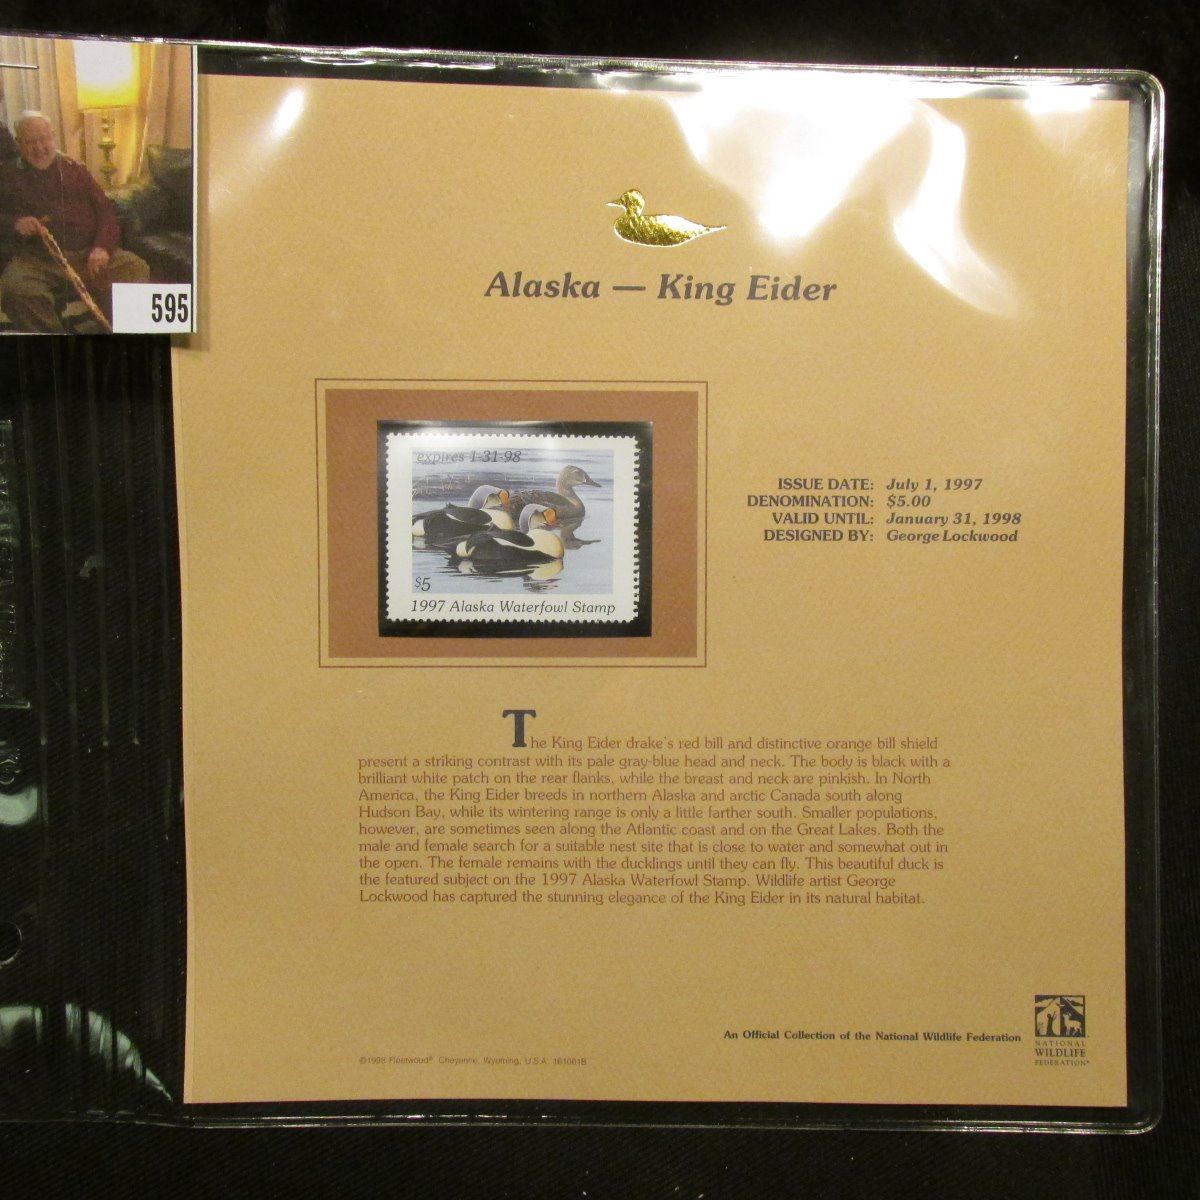 595
Alaska — King Eider
expires 1-31-98
$5
1997 Alaska Waterfowl Stamp
ISSUE DATE: July 1, 1997
DENOMINATION: $5.00
VALID UNTIL: January 31, 1998
DESIGNED BY: George Lockwood
The King Eider drake's red bill and distinctive orange bill shield
present a striking contrast with its pale gray-blue head and neck. The body is black with a
brilliant white patch on the rear flanks, while the breast and neck are pinkish. In North
America, the King Eider breeds in northern Alaska and arctic Canada south along
Hudson Bay, while its wintering range is only a little farther south. Smaller populations,
however, are sometimes seen along the Atlantic coast and on the Great Lakes. Both the
male and female search for a suitable nest site that is close to water and somewhat out in
the open. The female remains with the ducklings until they can fly. This beautiful duck is
the featured subject on the 1997 Alaska Waterfowl Stamp. Wildlife artist George
Lockwood has captured the stunning elegance of the King Eider in its natural habitat.
An Official Collection of the National Wildlife Federation
NATIONAL
WILDLIFE
FEDERATION®
©1998 Fleetwood® Cheyenne, Wyoming, U.S.A. 161061B